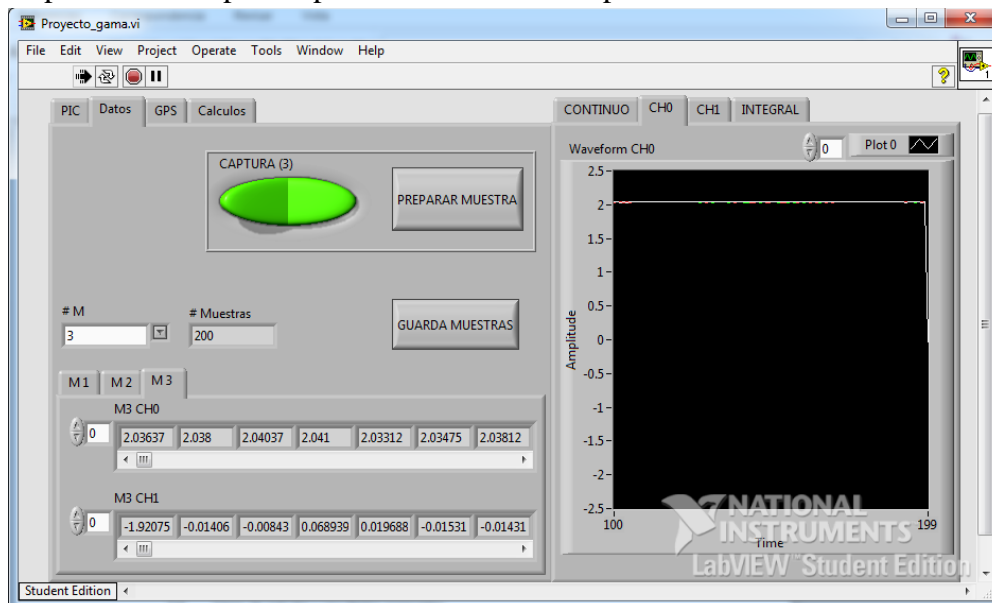 Proyecto_gama.vi
File Edit View Project Operate Tools Window Help
1
PIC Datos GPS Calculos
CAPTURA (3)
PREPARAR MUESTRA
# M
3
# Muestras
200
GUARDA MUESTRAS
M1 M2 M3
M3 CH0
0 2.03637 2.038 2.04037 2.041 2.03312 2.03475 2.03812
M3 CH1
0 -1.92075 -0.01406 -0.00843 0.068939 0.019688 -0.01531 -0.01431
CONTINUO CH0 CH1 INTEGRAL
Waveform CH0
0 Plot 0
2.5
2
1.5
1
0.5
0
-0.5
-1
-1.5
-2
-2.5
Amplitude
100 199
Time
NATIONAL
INSTRUMENTS
LabVIEW™ Student Edition
Student Edition